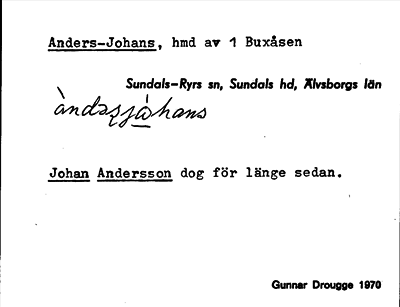 Anders-Johans, hmd av 1 Buxåsen
Sundals-Ryrs sn, Sundals hd, Älvsborgs län
Johan Andersson dog för länge sedan.
Gunnar Drougge 1970